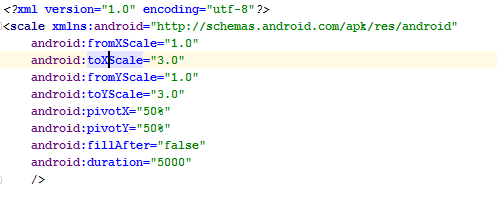 <?xml version="1.0" encoding="utf-8"?>
<scale xmlns:android="http://schemas.android.com/apk/res/android"
android:fromXScale="1.0"
android:toXScale="3.0"
android:fromYScale="1.0"
android:toYScale="3.0"
android:pivotX="50%"
android:pivotY="50%"
android:fillAfter="false"
android:duration="5000"
/>